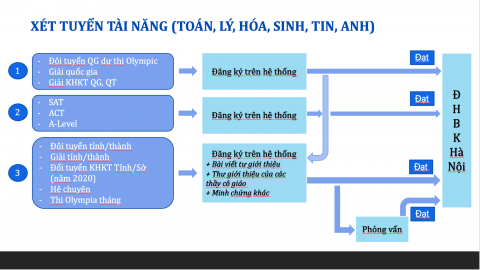 XÉT TUYỂN TÀI NĂNG (TOÁN, LÝ, HÓA, SINH, TIN, ANH)
1
- Đội tuyển QG dự thi Olympic
- Giải quốc gia
- Giải KHKT QG, QT
Đăng ký trên hệ thống
Đạt
2
- SAT
- ACT
- A-Level
Đăng ký trên hệ thống
Đạt
3
- Đội tuyển tỉnh/thành
- Giải tỉnh/thành
- Đội tuyển KHKT Tỉnh/Sở
(năm 2020)
- Hệ chuyên
- Thi Olympia tháng
Đăng ký trên hệ thống
+ Bài viết tự giới thiệu
+ Thư giới thiệu của các
thầy cô giáo
+ Minh chứng khác
Đạt
Phỏng vấn
Đạt
Đ
H
B
K
Hà
Nội